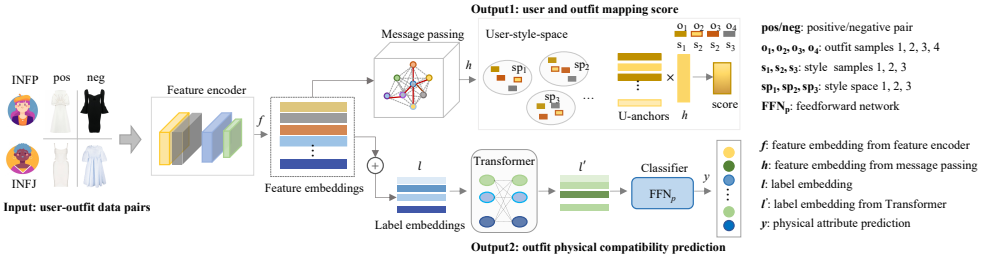 Output1: user and outfit mapping score
Message passing
User-style-space
o₁ o₂ o₃ o₄
s₁ s₂ s₂ s₃
sp₁
sp₂
sp₃
...
×
h
U-anchors
score
h
INFP pos neg
INFJ
Input: user-outfit data pairs
Feature encoder
f
Feature embeddings
+
l
Label embeddings
Transformer
l'
Classifier
FFNₚ
y
Output2: outfit physical compatibility prediction
pos/neg: positive/negative pair
o₁, o₂, o₃, o₄: outfit samples 1, 2, 3, 4
s₁, s₂, s₃: style samples 1, 2, 3
sp₁, sp₂, sp₃: style space 1, 2, 3
FFNₚ: feedforward network
f: feature embedding from feature encoder
h: feature embedding from message passing
l: label embedding
l': label embedding from Transformer
y: physical attribute prediction